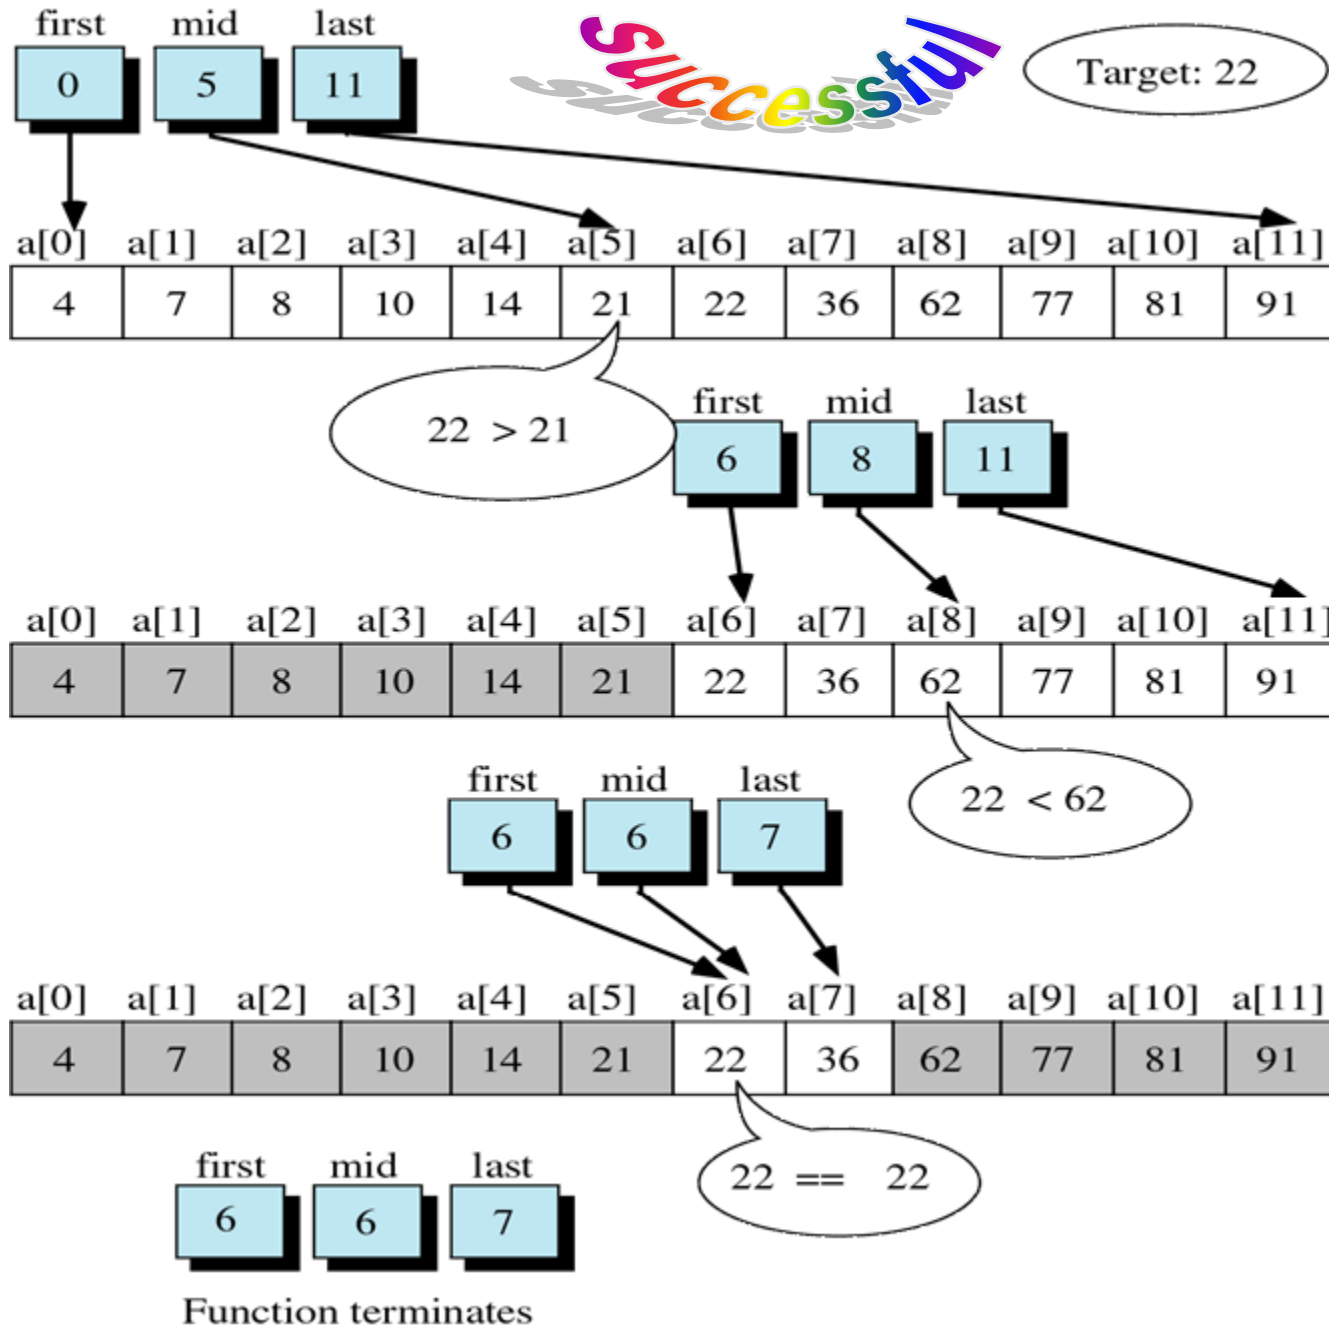 first mid last
Successful
Target: 22
0 5 11
a[0] a[1] a[2] a[3] a[4] a[5] a[6] a[7] a[8] a[9] a[10] a[11]
4 7 8 10 14 21 22 36 62 77 81 91
22 > 21
first mid last
6 8 11
a[0] a[1] a[2] a[3] a[4] a[5] a[6] a[7] a[8] a[9] a[10] a[11]
4 7 8 10 14 21 22 36 62 77 81 91
22 < 62
first mid last
6 6 7
a[0] a[1] a[2] a[3] a[4] a[5] a[6] a[7] a[8] a[9] a[10] a[11]
4 7 8 10 14 21 22 36 62 77 81 91
22 == 22
first mid last
6 6 7
Function terminates